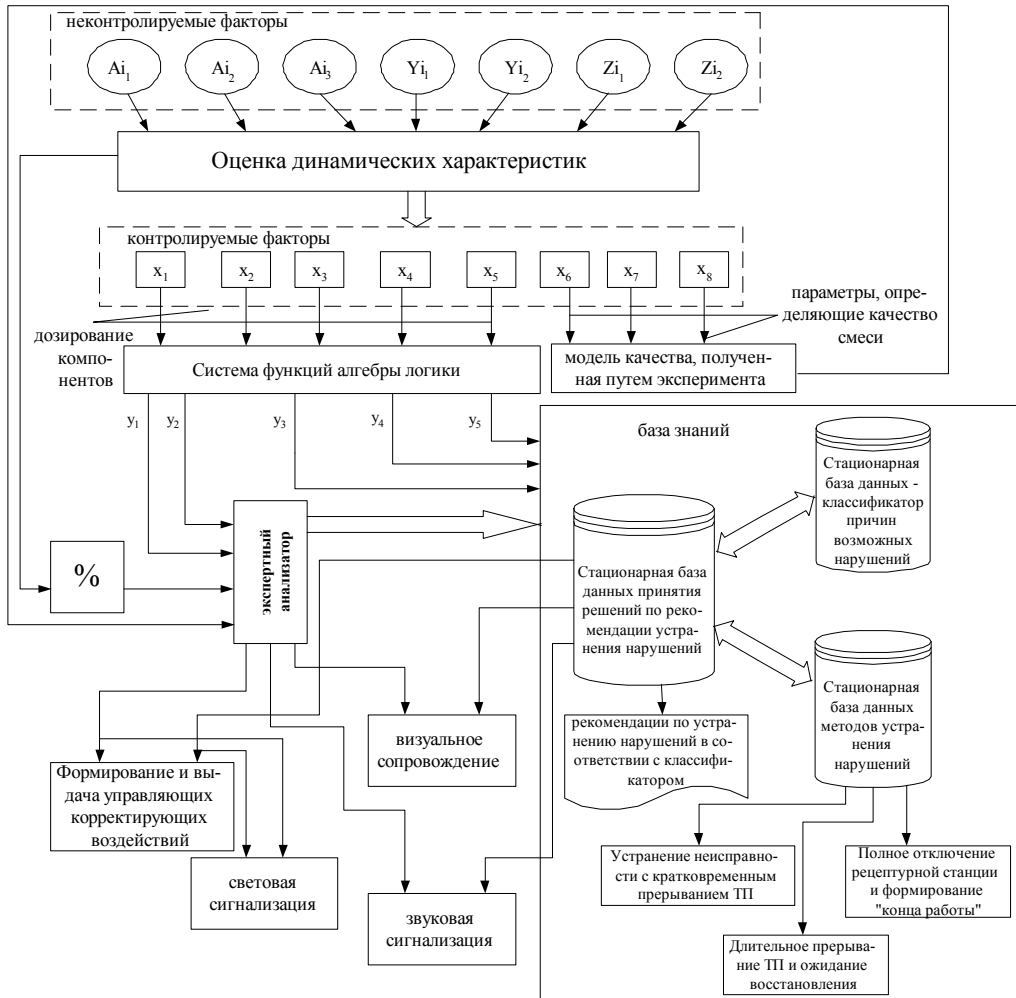 неконтролируемые факторы
Ai1 Ai2 Ai3 Yi1 Yi2 Zi1 Zi2
Оценка динамических характеристик
контролируемые факторы
x1 x2 x3 x4 x5 x6 x7 x8
дозирование
компо-
нентов
параметры, опре-
деляющие качество
смеси
Система функций алгебры логики
модель качества, получен-
ная путем эксперимента
y1 y2 y3 y4 y5
база знаний
Стационарная
база данных -
классификатор
причин
возможных
нарушений
%
экспертный
анализатор
Стационарная база
данных принятия
решений по реко-
мендации устра-
нения нарушений
Стационарная
база данных
методов устра-
нения
нарушений
визуальное
сопровождение
рекомендации по устра-
нению нарушений в со-
ответствии с классифи-
катором
Формирование и вы-
дача управляющих
корректирующих
воздействий
световая
сигнализация
звуковая
сигнализация
Устранение неисправно-
сти с кратковременным
прерыванием ТП
Полное отключение
рецептурной станции
и формирование
"конца работы"
Длительное прерыва-
ние ТП и ожидание
восстановления